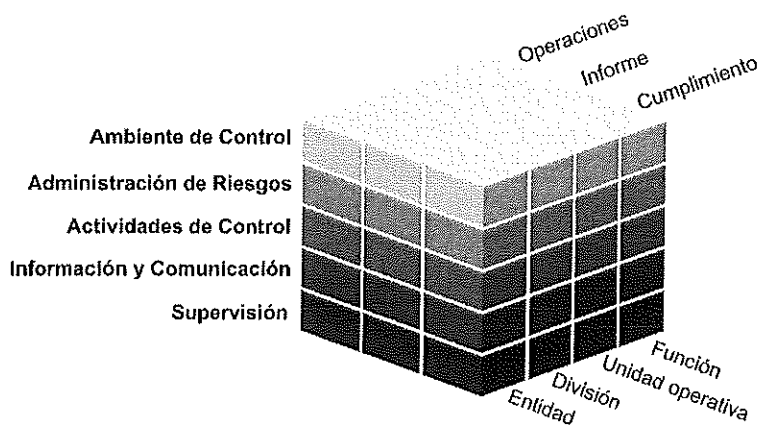 Operaciones
Informe
Cumplimiento
Ambiente de Control
Administración de Riesgos
Actividades de Control
Información y Comunicación
Supervisión
Función
Unidad operativa
División
Entidad